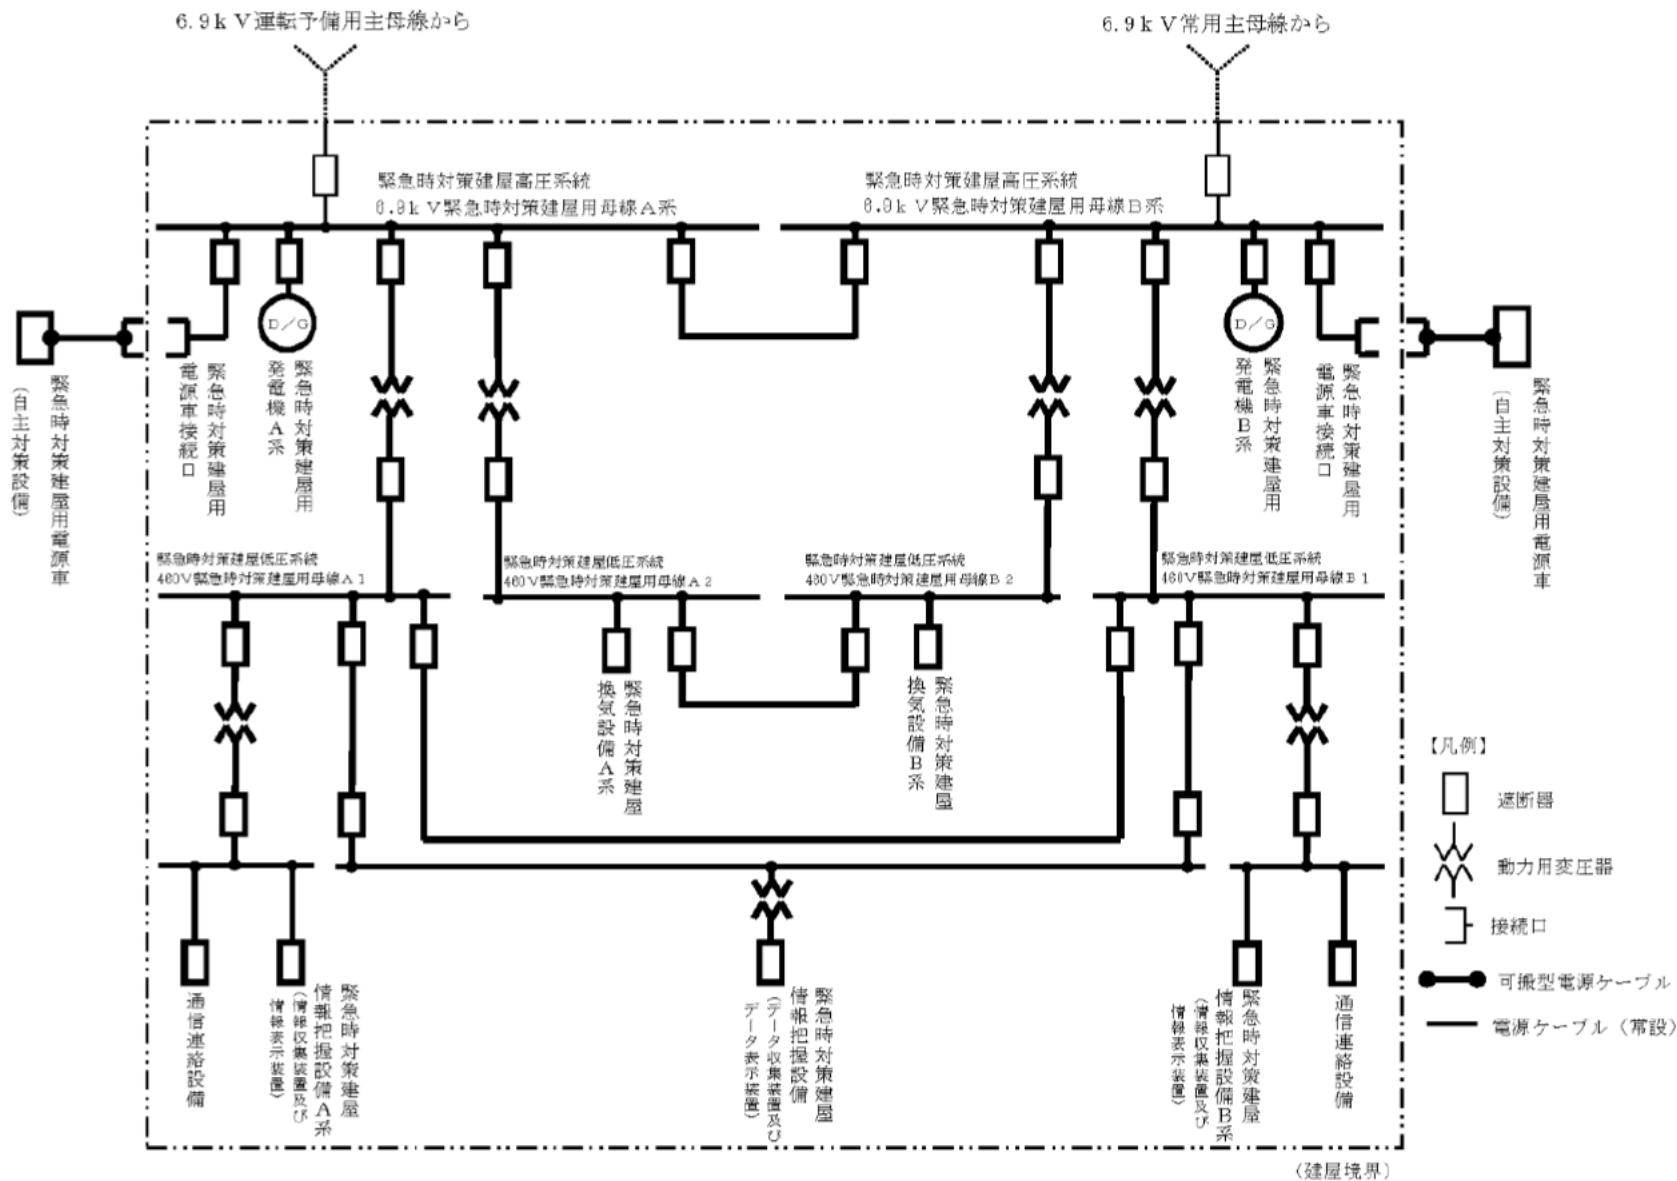 6.9kV運転予備用主母線から
6.9kV常用主母線から
緊急時対策建屋高圧系統
6.9kV緊急時対策建屋用母線A系
緊急時対策建屋高圧系統
6.9kV緊急時対策建屋用母線B系
D/G
D/G
緊急時対策建屋用電源車
(自主対策設備)
緊急時対策建屋用
電源車接続口
緊急時対策建屋用
発電機A系
緊急時対策建屋用
発電機B系
緊急時対策建屋用
電源車接続口
緊急時対策建屋用電源車
(自主対策設備)
緊急時対策建屋低圧系統
460V緊急時対策建屋用母線A1
緊急時対策建屋低圧系統
460V緊急時対策建屋用母線A2
緊急時対策建屋低圧系統
460V緊急時対策建屋用母線B2
緊急時対策建屋低圧系統
460V緊急時対策建屋用母線B1
緊急時対策建屋
換気設備A系
緊急時対策建屋
換気設備B系
【凡例】
遮断器
動力用変圧器
接続口
可搬型電源ケーブル
電源ケーブル(常設)
通信連絡設備
緊急時対策建屋
情報把握設備A系
(情報収集装置及び
情報表示装置)
緊急時対策建屋
情報把握設備
(データ収集装置及び
データ表示装置)
緊急時対策建屋
情報把握設備B系
(情報収集装置及び
情報表示装置)
通信連絡設備
(建屋境界)